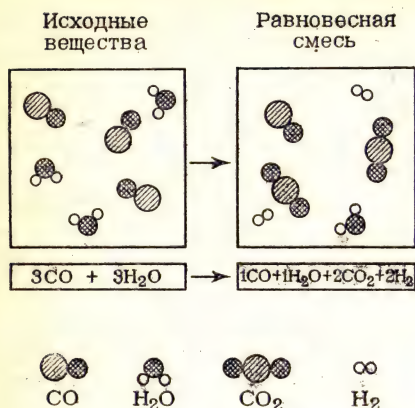 Исходные вещества
Равновесная смесь
3CO + 3H₂O
1CO+1H₂O+2CO₂+2H₂
CO H₂O CO₂ H₂